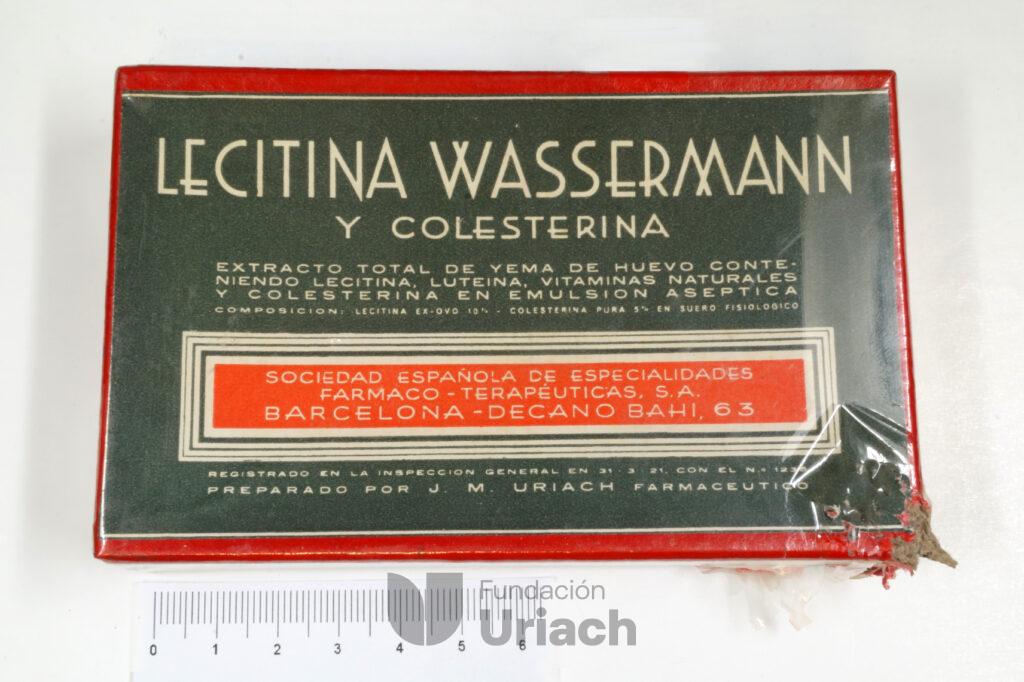 LECITINA WASSERMANN
Y COLESTERINA
EXTRACTO TOTAL DE YEMA DE HUEVO CONTE-
NIENDO LECITINA, LUTEINA, VITAMINAS NATURALES
Y COLESTERINA EN EMULSION ASEPTICA
COMPOSICION: LECITINA EX-OVO 10% - COLESTERINA PURA 5% EN SUERO FISIOLOGICO
SOCIEDAD ESPAÑOLA DE ESPECIALIDADES
FARMACO-TERAPÉUTICAS, S.A.
BARCELONA-DECANO BAHI, 63
REGISTRADO EN LA INSPECCION GENERAL EN 31-3-21, CON EL N.º
PREPARADO POR J. M. URIACH FARMACEUTICO
0 1 2 3 4 5 6
Fundación
Uriach